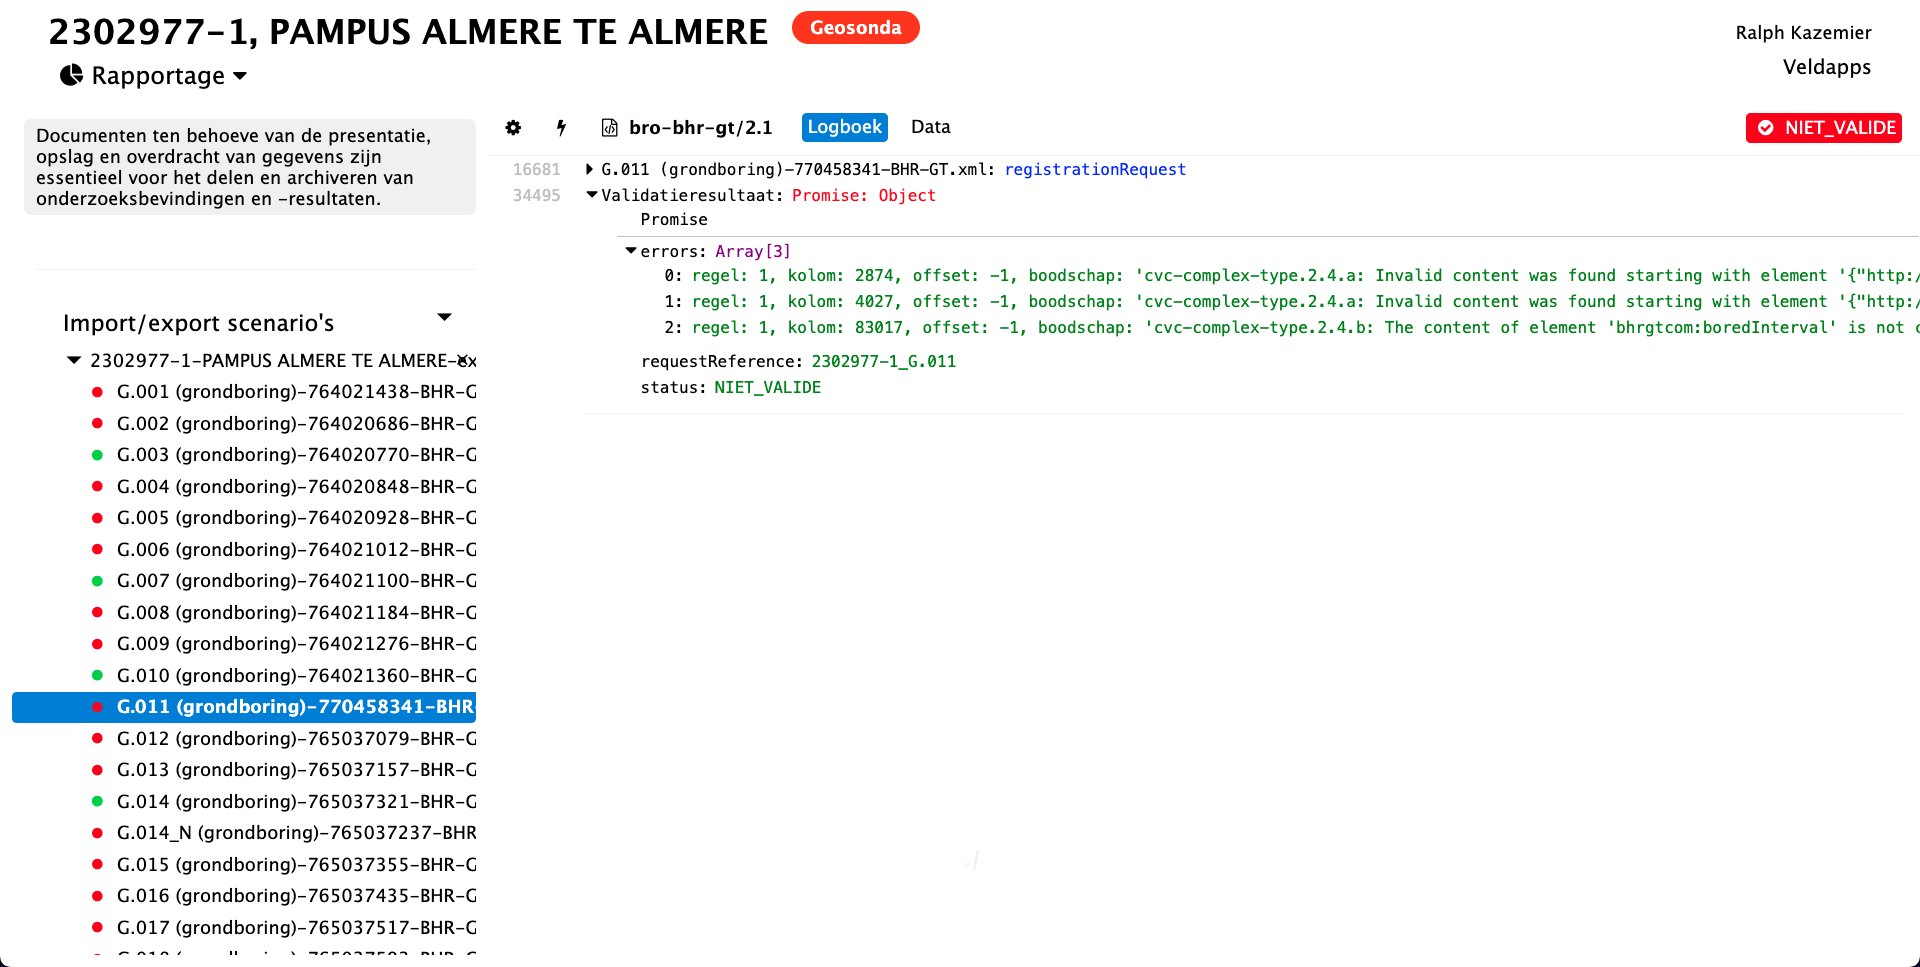 2302977-1, PAMPUS ALMERE TE ALMERE
Geosonda
Ralph Kazemier
Rapportage
Veldapps
Documenten ten behoeve van de presentatie,
opslag en overdracht van gegevens zijn
essentieel voor het delen en archiveren van
onderzoeksbevindingen en -resultaten.
bro-bhr-gt/2.1
Logboek
Data
NIET_VALIDE
16681
G.011 (grondboring)-770458341-BHR-GT.xml: registrationRequest
34495
Validatieresultaat: Promise: Object
Promise
errors: Array[3]
0: regel: 1, kolom: 2874, offset: -1, boodschap: 'cvc-complex-type.2.4.a: Invalid content was found starting with element '{"http:/
1: regel: 1, kolom: 4027, offset: -1, boodschap: 'cvc-complex-type.2.4.a: Invalid content was found starting with element '{"http:/
2: regel: 1, kolom: 83017, offset: -1, boodschap: 'cvc-complex-type.2.4.b: The content of element 'bhrgtcom:boredInterval' is not c
requestReference: 2302977-1_G.011
status: NIET_VALIDE
Import/export scenario's
2302977-1-PAMPUS ALMERE TE ALMERE-
G.001 (grondboring)-764021438-BHR-G
G.002 (grondboring)-764020686-BHR-G
G.003 (grondboring)-764020770-BHR-G
G.004 (grondboring)-764020848-BHR-G
G.005 (grondboring)-764020928-BHR-G
G.006 (grondboring)-764021012-BHR-G
G.007 (grondboring)-764021100-BHR-G
G.008 (grondboring)-764021184-BHR-G
G.009 (grondboring)-764021276-BHR-G
G.010 (grondboring)-764021360-BHR-G
G.011 (grondboring)-770458341-BHR-
G.012 (grondboring)-765037079-BHR-G
G.013 (grondboring)-765037157-BHR-G
G.014 (grondboring)-765037321-BHR-G
G.014_N (grondboring)-765037237-BHR
G.015 (grondboring)-765037355-BHR-G
G.016 (grondboring)-765037435-BHR-G
G.017 (grondboring)-765037517-BHR-G